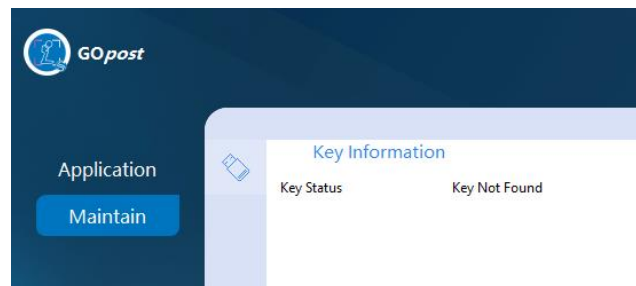 GOpost
Key Information
Application
Key Status Key Not Found
Maintain